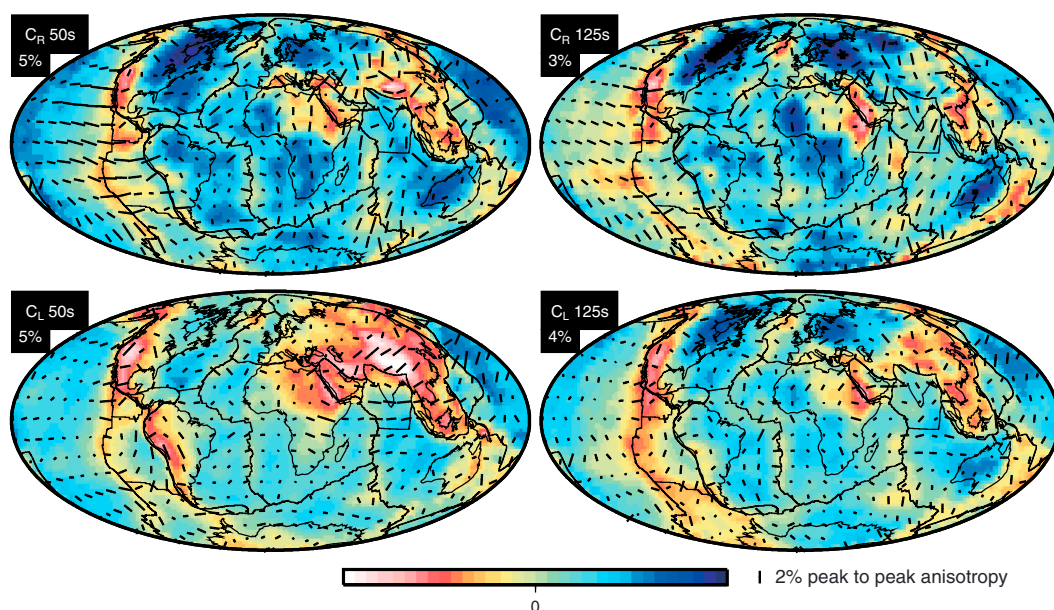 C_R 50s
5%
C_R 125s
3%
C_L 50s
5%
C_L 125s
4%
2% peak to peak anisotropy
0